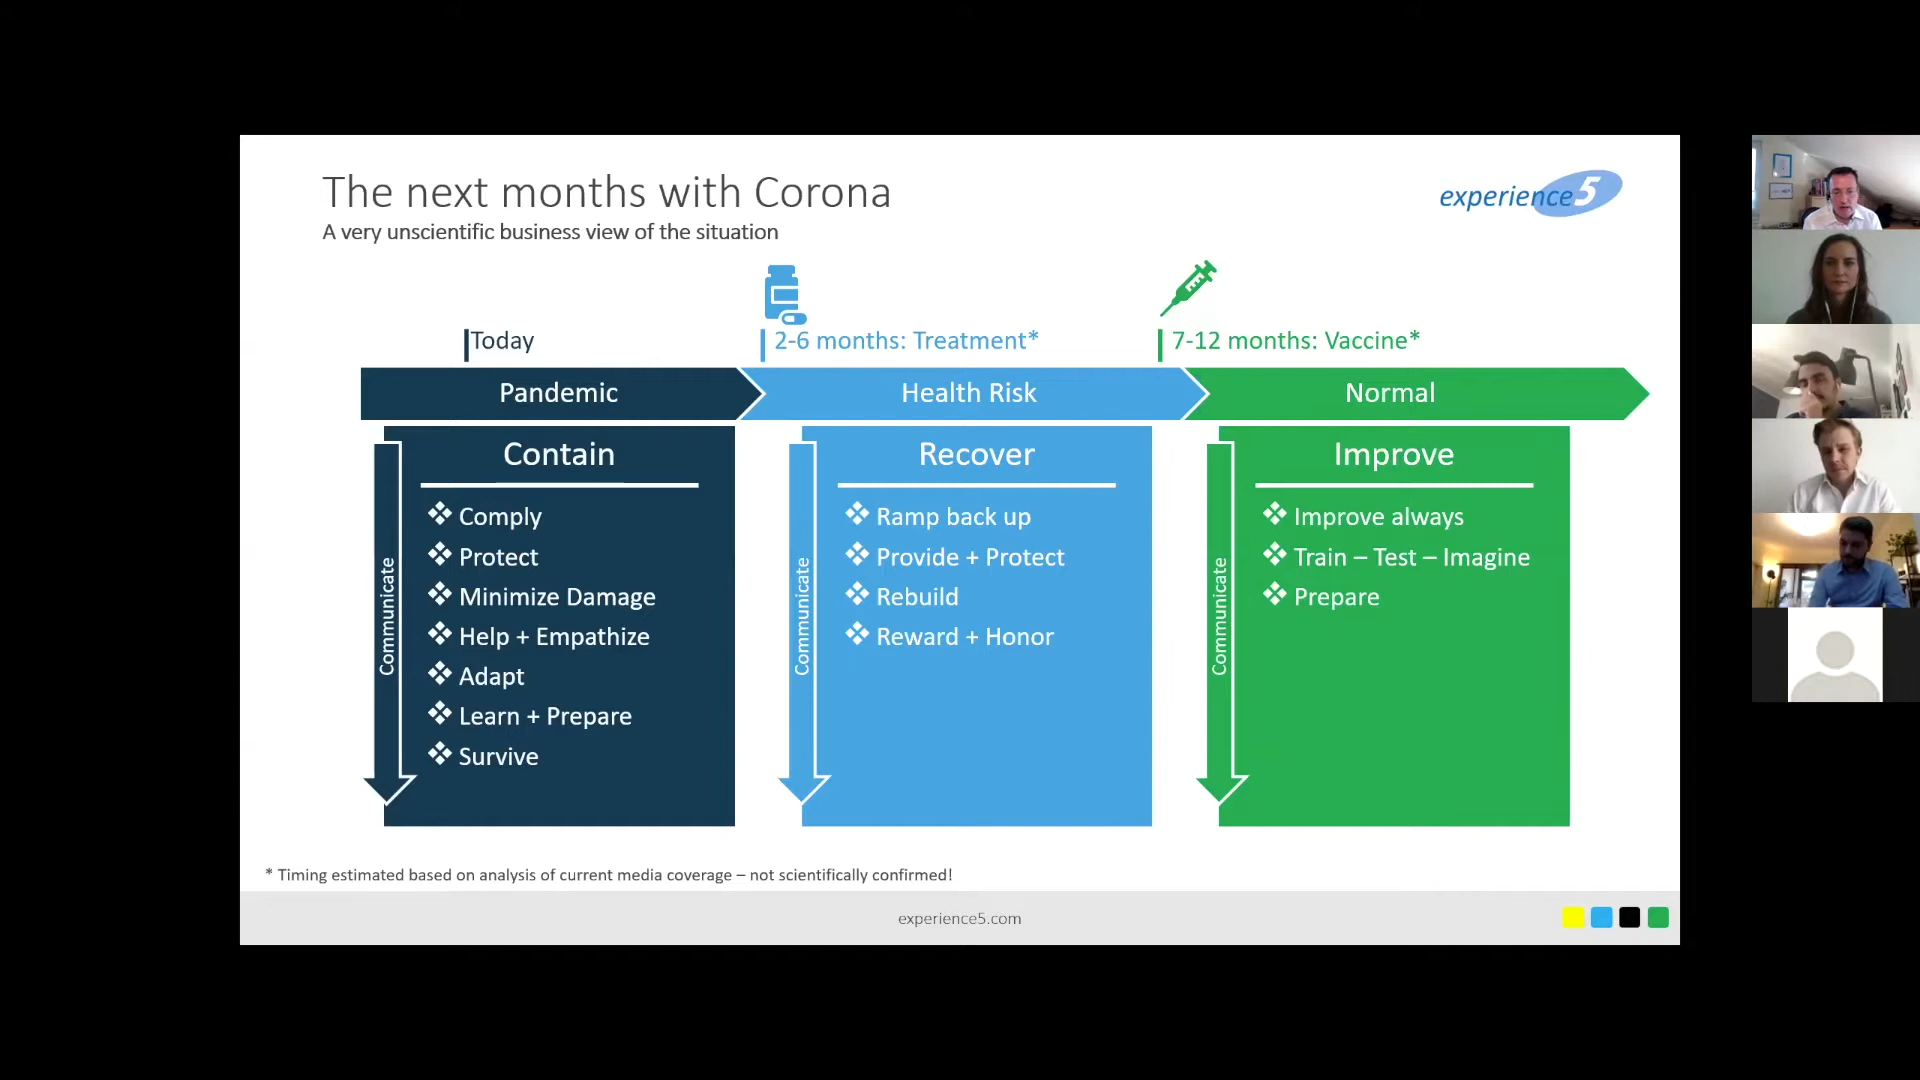 The next months with Corona
A very unscientific business view of the situation
experience5
Today
2-6 months: Treatment*
7-12 months: Vaccine*
Pandemic
Health Risk
Normal
Communicate
Contain
Comply
Protect
Minimize Damage
Help + Empathize
Adapt
Learn + Prepare
Survive
Communicate
Recover
Ramp back up
Provide + Protect
Rebuild
Reward + Honor
Communicate
Improve
Improve always
Train – Test – Imagine
Prepare
* Timing estimated based on analysis of current media coverage – not scientifically confirmed!
experience5.com